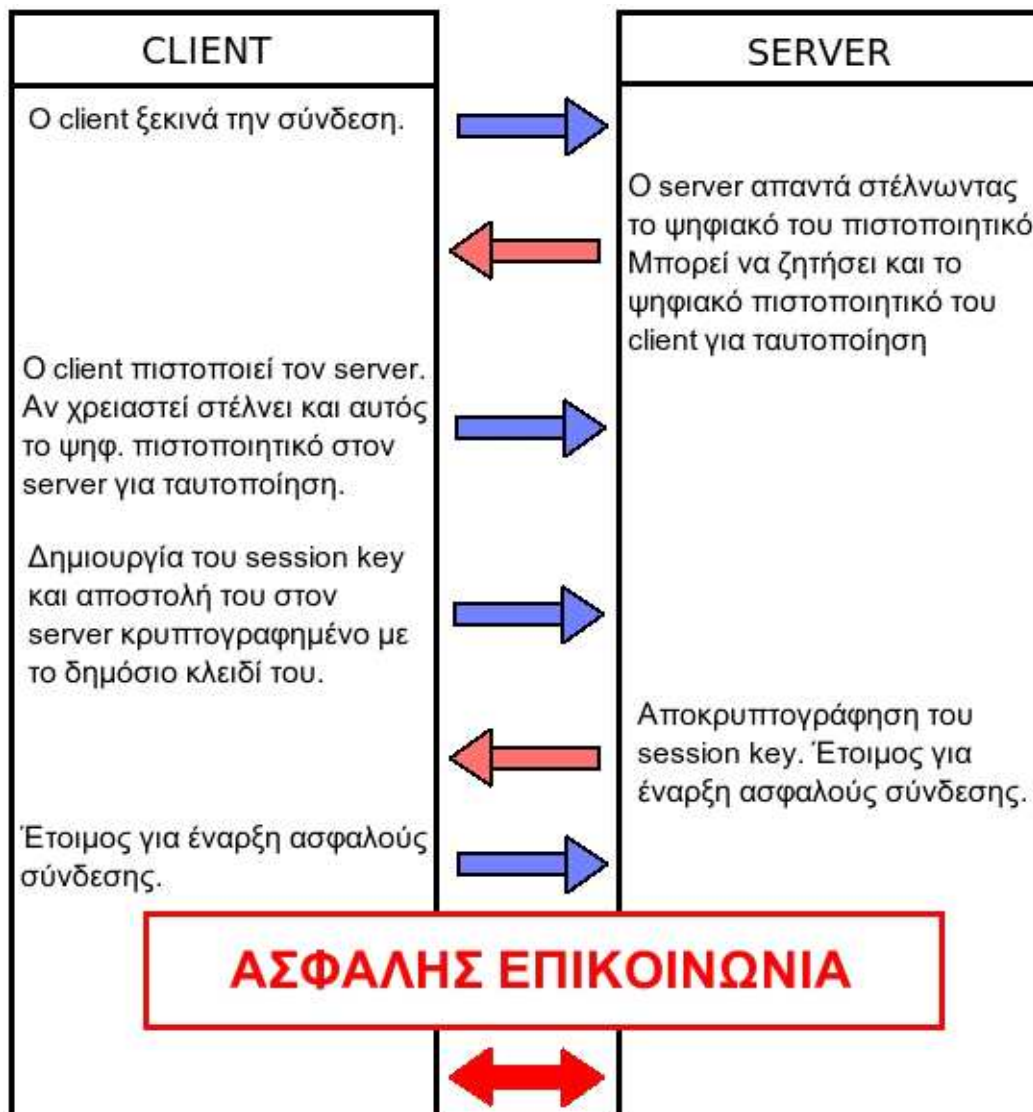 CLIENT
SERVER
Ο client ξεκινά την σύνδεση.
Ο server απαντά στέλνωντας
το ψηφιακό του πιστοποιητικό
Μπορεί να ζητήσει και το
ψηφιακό πιστοποιητικό του
client για ταυτοποίηση
Ο client πιστοποιεί τον server.
Αν χρειαστεί στέλνει και αυτός
το ψηφ. πιστοποιητικό στον
server για ταυτοποίηση.
Δημιουργία του session key
και αποστολή του στον
server κρυπτογραφημένο με
το δημόσιο κλειδί του.
Αποκρυπτογράφηση του
session key. Έτοιμος για
έναρξη ασφαλούς σύνδεσης.
Έτοιμος για έναρξη ασφαλούς
σύνδεσης.
ΑΣΦΑΛΗΣ ΕΠΙΚΟΙΝΩΝΙΑ